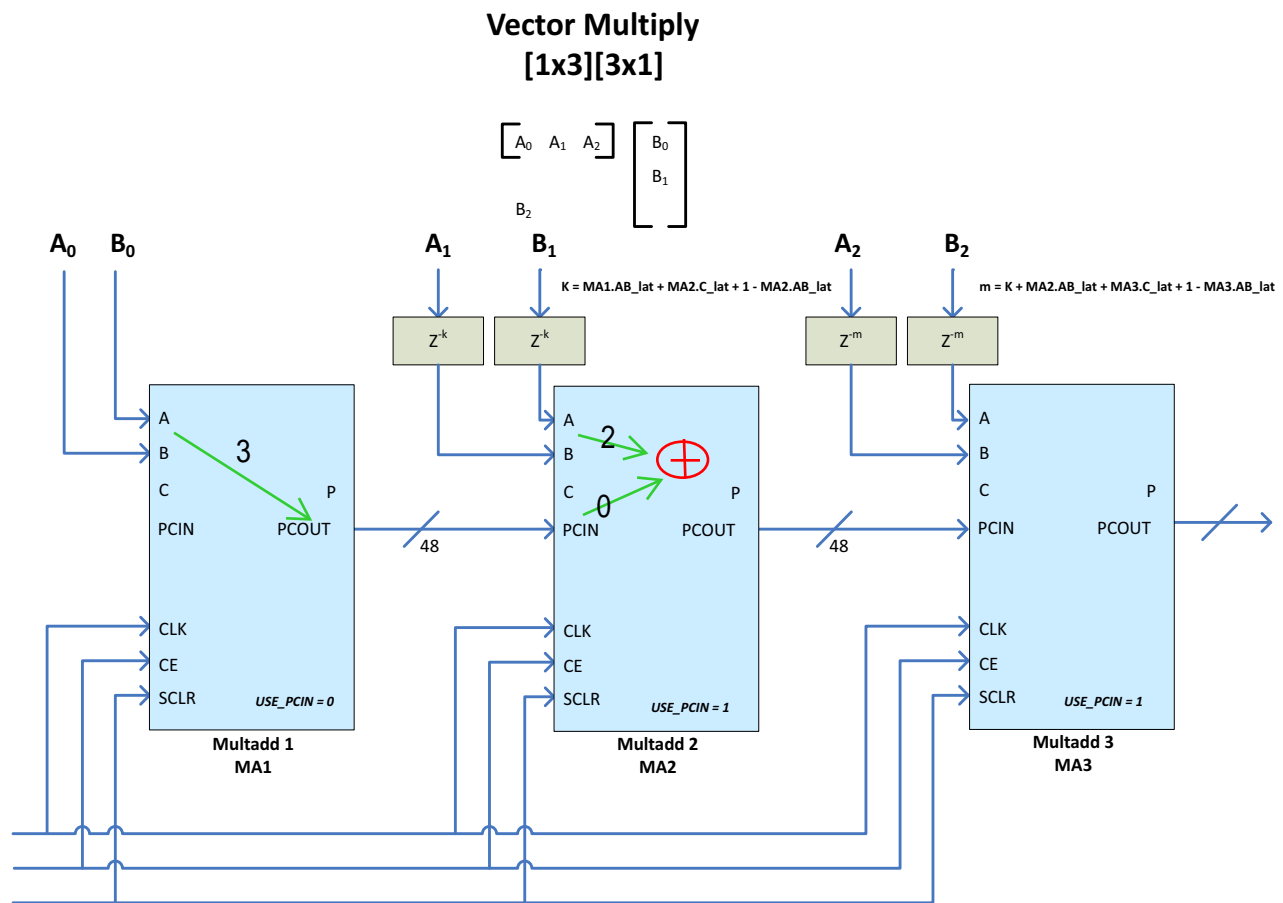 Vector Multiply
[1x3][3x1]
A₀ A₁ A₂ B₀
B₁
B₂
A₀ B₀ A₁ B₁ A₂ B₂
K = MA1.AB_lat + MA2.C_lat + 1 - MA2.AB_lat
m = K + MA2.AB_lat + MA3.C_lat + 1 - MA3.AB_lat
Z⁻ᵏ Z⁻ᵏ Z⁻ᵐ Z⁻ᵐ
A
B
C
P
PCIN
PCOUT
3
48
CLK
CE
SCLR
USE_PCIN = 0
Multadd 1
MA1
A
B
C
P
PCIN
PCOUT
2
0
48
CLK
CE
SCLR
USE_PCIN = 1
Multadd 2
MA2
A
B
C
P
PCIN
PCOUT
CLK
CE
SCLR
USE_PCIN = 1
Multadd 3
MA3